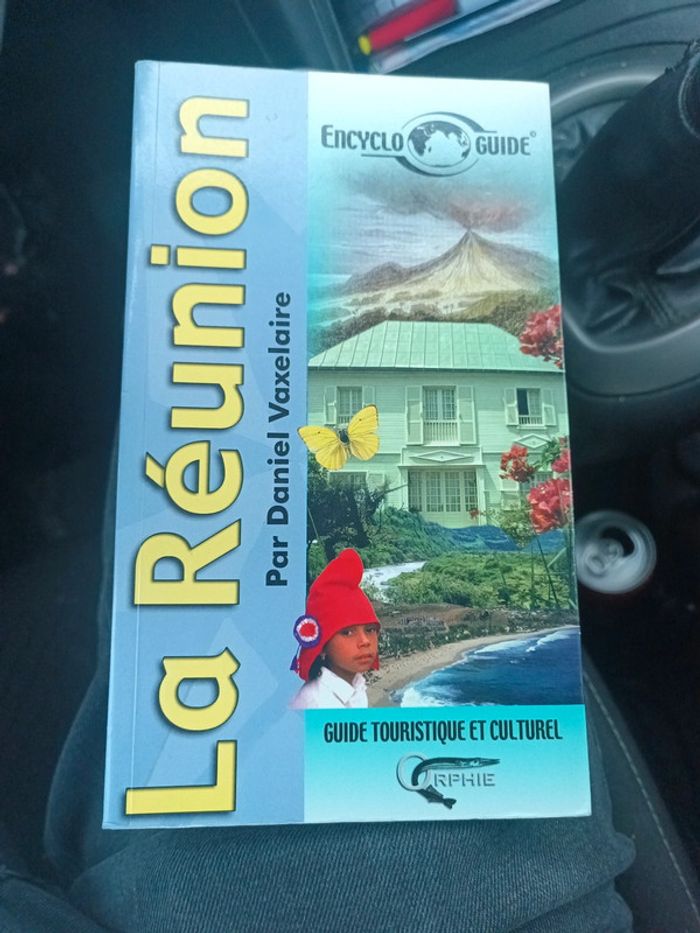 La Réunion
Par Daniel Vaxelaire
ENCYCLO GUIDE©
GUIDE TOURISTIQUE ET CULTUREL
ORPHIE